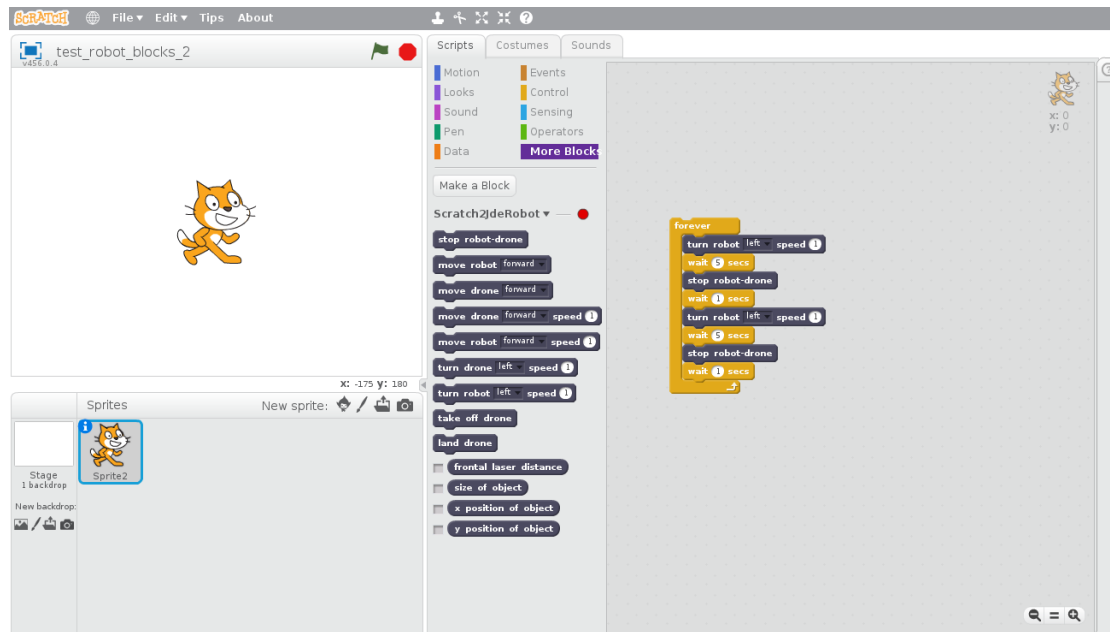 SCRATCH File Edit Tips About
test_robot_blocks_2
v456.0.4
X: -175 Y: 180
Sprites New sprite:
Stage
1 backdrop
New backdrop:
Sprite2
Scripts Costumes Sounds
Motion Events
Looks Control
Sound Sensing
Pen Operators
Data More Blocks
Make a Block
Scratch2JdeRobot
stop robot-drone
move robot forward
move drone forward
move drone forward speed 1
move robot forward speed 1
turn drone left speed 1
turn robot left speed 1
take off drone
land drone
frontal laser distance
size of object
x position of object
y position of object
forever
turn robot left speed 1
wait 5 secs
stop robot-drone
wait 1 secs
turn robot left speed 1
wait 5 secs
stop robot-drone
wait 1 secs
x: 0
y: 0